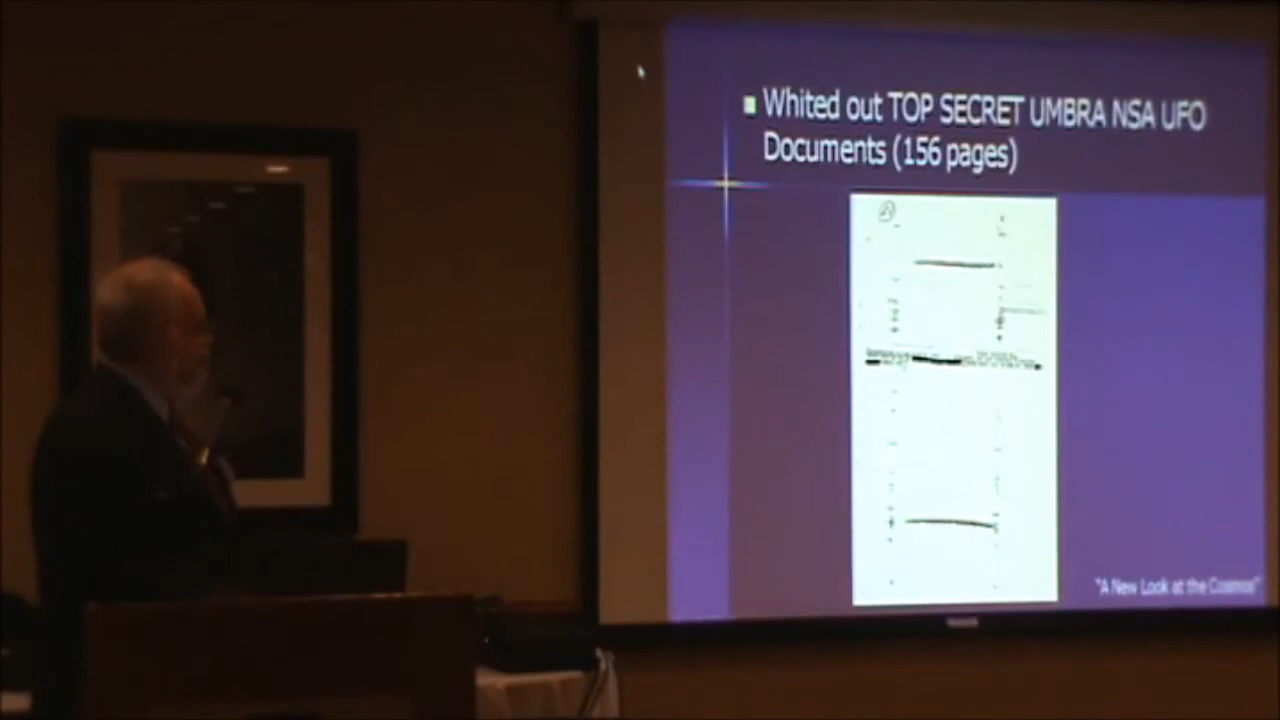 Whited out TOP SECRET UMBRA NSA UFO
Documents (156 pages)
"A New Look at the Cosmos"